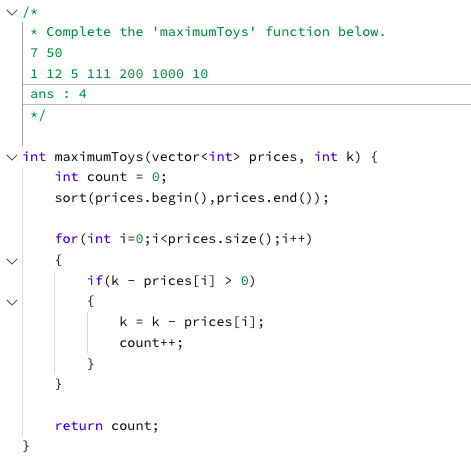 /*
* Complete the 'maximumToys' function below.
7 50
1 12 5 111 200 1000 10
ans : 4
*/
int maximumToys(vector<int> prices, int k) {
int count = 0;
sort(prices.begin(),prices.end());
for(int i=0;i<prices.size();i++)
{
if(k - prices[i] > 0)
{
k = k - prices[i];
count++;
}
}
return count;
}